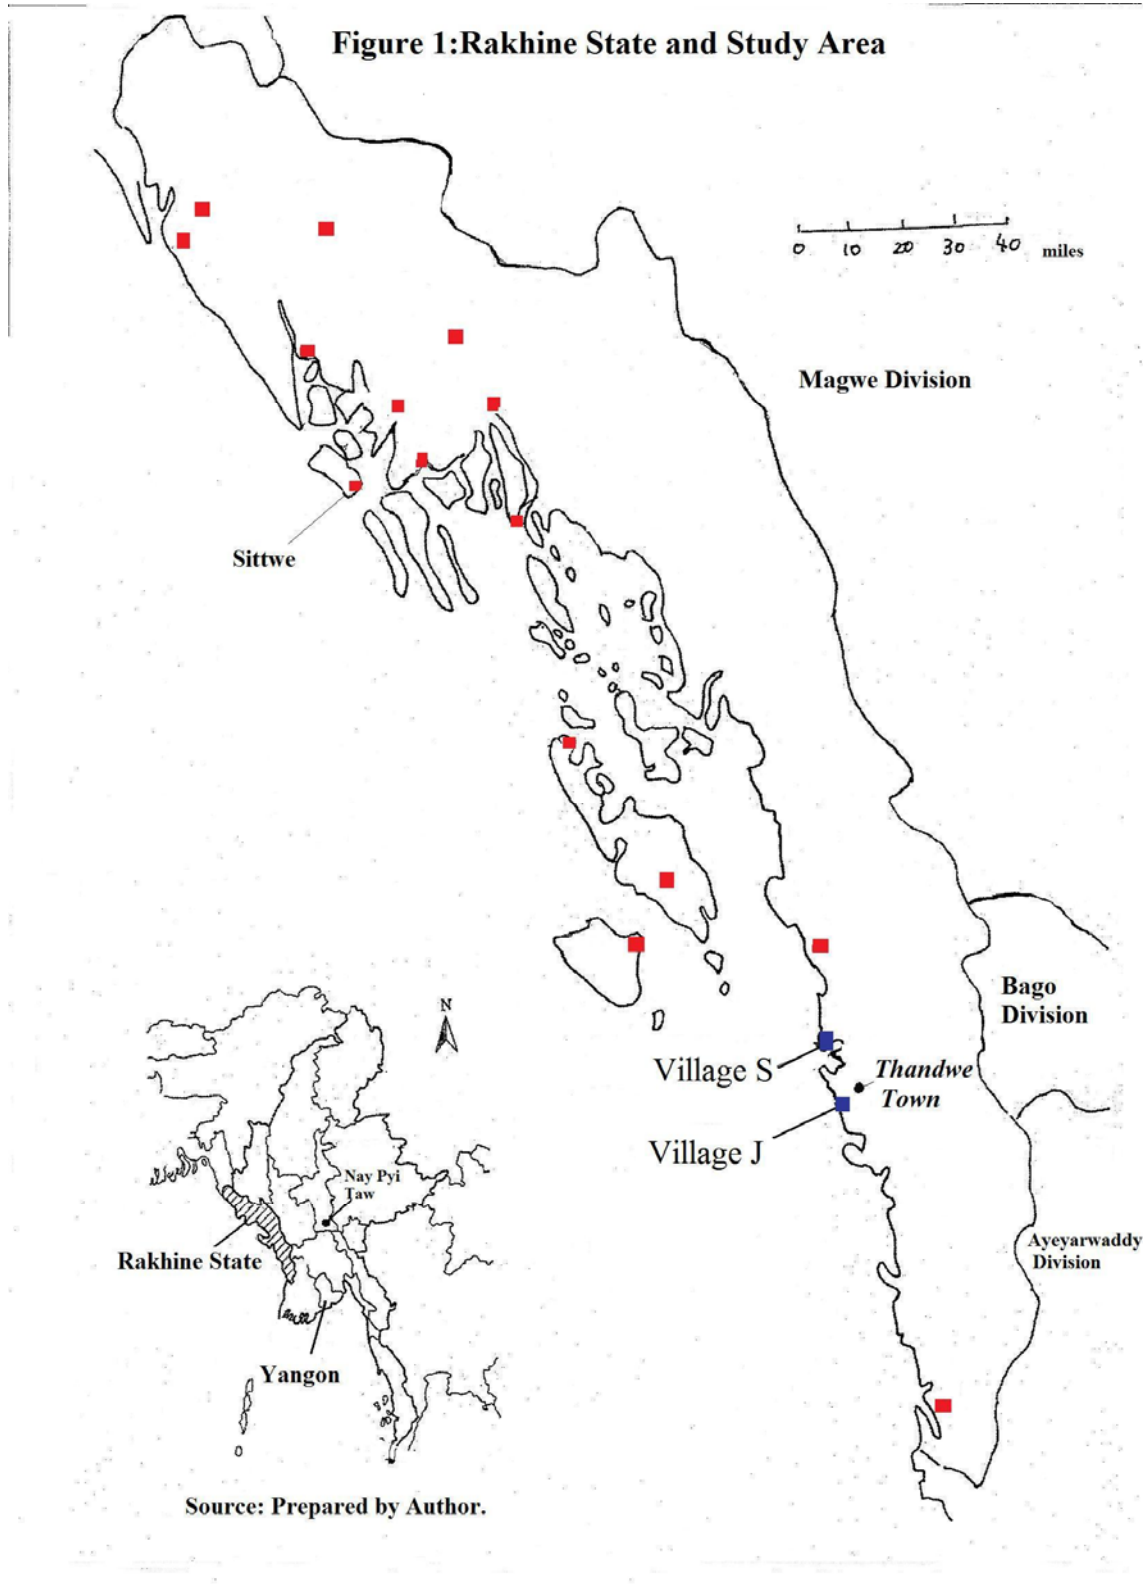 Figure 1:Rakhine State and Study Area
0 10 20 30 40 miles
Magwe Division
Sittwe
Bago
Division
Village S
Thandwe
Town
Village J
N
Nay Pyi
Taw
Rakhine State
Ayeyarwaddy
Division
Yangon
Source: Prepared by Author.